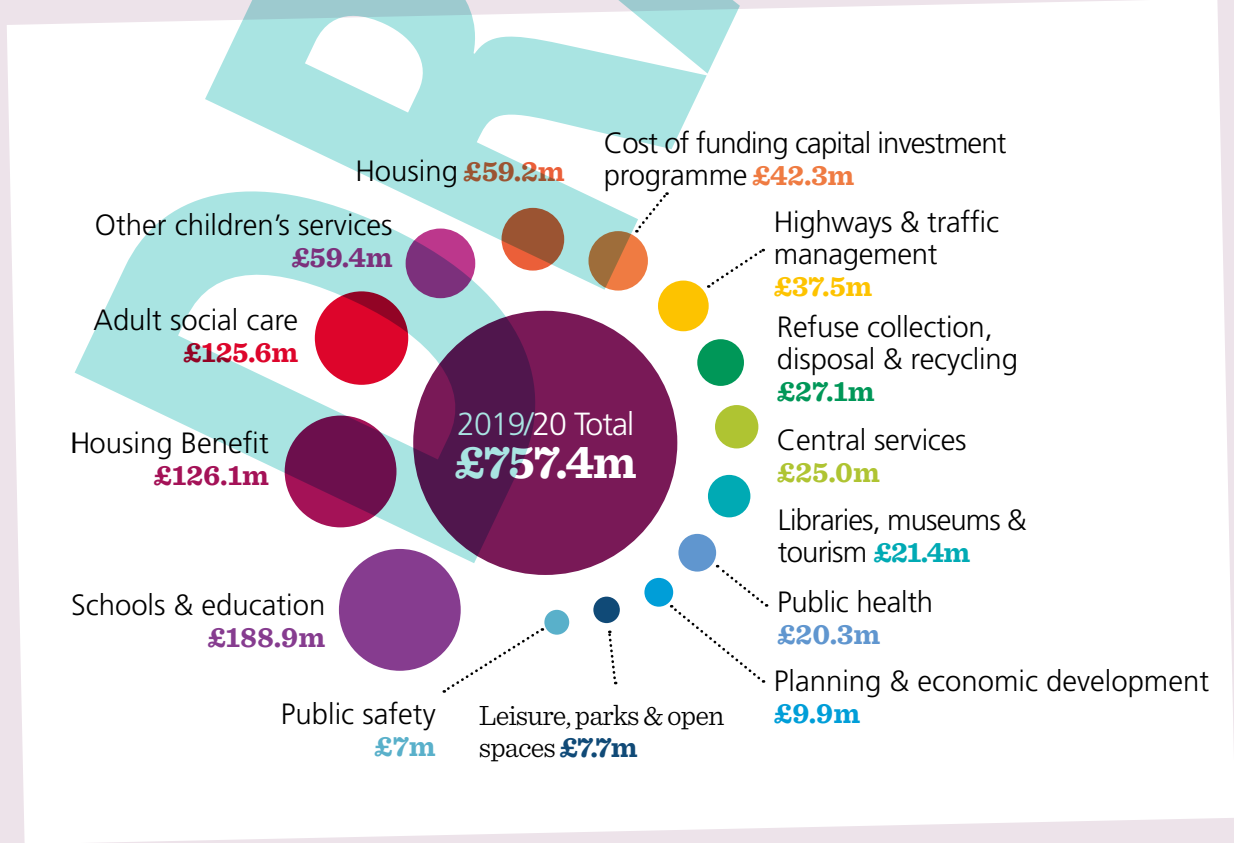 Housing £59.2m
Cost of funding capital investment
programme £42.3m
Other children's services
£59.4m
Highways & traffic
management
£37.5m
Adult social care
£125.6m
Refuse collection,
disposal & recycling
£27.1m
2019/20 Total
£757.4m
Housing Benefit
£126.1m
Central services
£25.0m
Libraries, museums &
tourism £21.4m
Schools & education
£188.9m
Public health
£20.3m
Planning & economic development
£9.9m
Public safety
£7m
Leisure, parks & open
spaces £7.7m